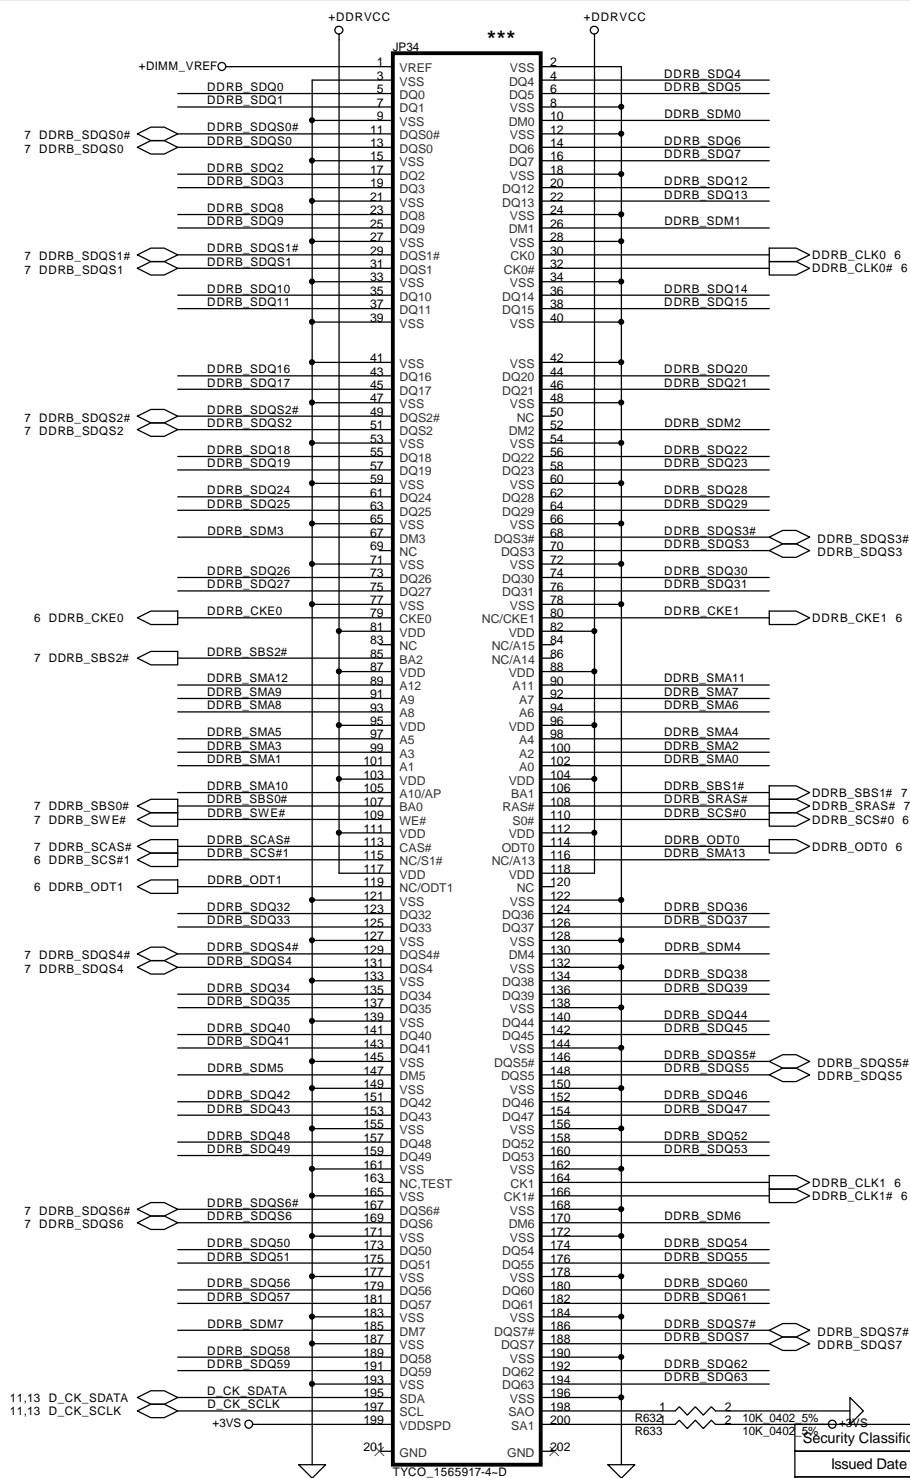 +DDRVCC +DDRVCC
***
JP34
+DIMM_VREF 1 VREF VSS 2
3 VSS DQ4 4 DDRB_SDQ4
DDRB_SDQ0 5 DQ0 DQ5 6 DDRB_SDQ5
DDRB_SDQ1 7 DQ1 VSS 8
9 VSS DM0 10 DDRB_SDM0
7 DDRB_SDQS0# DDRB_SDQS0# 11 DQS0# VSS 12
7 DDRB_SDQS0 DDRB_SDQS0 13 DQS0 DQ6 14 DDRB_SDQ6
15 VSS DQ7 16 DDRB_SDQ7
DDRB_SDQ2 17 DQ2 VSS 18
DDRB_SDQ3 19 DQ3 DQ12 20 DDRB_SDQ12
21 VSS DQ13 22 DDRB_SDQ13
DDRB_SDQ8 23 DQ8 VSS 24
DDRB_SDQ9 25 DQ9 DM1 26 DDRB_SDM1
27 VSS VSS 28
7 DDRB_SDQS1# DDRB_SDQS1# 29 DQS1# CK0 30 DDRB_CLK0 6
7 DDRB_SDQS1 DDRB_SDQS1 31 DQS1 CK0# 32 DDRB_CLK0# 6
33 VSS VSS 34
DDRB_SDQ10 35 DQ10 DQ14 36 DDRB_SDQ14
DDRB_SDQ11 37 DQ11 DQ15 38 DDRB_SDQ15
39 VSS VSS 40
41 VSS VSS 42
DDRB_SDQ16 43 DQ16 DQ20 44 DDRB_SDQ20
DDRB_SDQ17 45 DQ17 DQ21 46 DDRB_SDQ21
47 VSS VSS 48
7 DDRB_SDQS2# DDRB_SDQS2# 49 DQS2# NC 50
7 DDRB_SDQS2 DDRB_SDQS2 51 DQS2 DM2 52 DDRB_SDM2
53 VSS VSS 54
DDRB_SDQ18 55 DQ18 DQ22 56 DDRB_SDQ22
DDRB_SDQ19 57 DQ19 DQ23 58 DDRB_SDQ23
59 VSS VSS 60
DDRB_SDQ24 61 DQ24 DQ28 62 DDRB_SDQ28
DDRB_SDQ25 63 DQ25 DQ29 64 DDRB_SDQ29
65 VSS VSS 66
DDRB_SDM3 67 DM3 DQS3# 68 DDRB_SDQS3# DDRB_SDQS3#
69 NC DQS3 70 DDRB_SDQS3 DDRB_SDQS3
71 VSS VSS 72
DDRB_SDQ26 73 DQ26 DQ30 74 DDRB_SDQ30
DDRB_SDQ27 75 DQ27 DQ31 76 DDRB_SDQ31
77 VSS VSS 78
6 DDRB_CKE0 DDRB_CKE0 79 CKE0 NC/CKE1 80 DDRB_CKE1 DDRB_CKE1 6
81 VDD VDD 82
83 NC NC/A15 84
7 DDRB_SBS2# DDRB_SBS2# 85 BA2 NC/A14 86
87 VDD VDD 88
DDRB_SMA12 89 A12 A11 90 DDRB_SMA11
DDRB_SMA9 91 A9 A7 92 DDRB_SMA7
DDRB_SMA8 93 A8 A6 94 DDRB_SMA6
95 VDD VDD 96
DDRB_SMA5 97 A5 A4 98 DDRB_SMA4
DDRB_SMA3 99 A3 A2 100 DDRB_SMA2
DDRB_SMA1 101 A1 A0 102 DDRB_SMA0
103 VDD VDD 104
DDRB_SMA10 105 A10/AP BA1 106 DDRB_SBS1# DDRB_SBS1# 7
7 DDRB_SBS0# DDRB_SBS0# 107 BA0 RAS# 108 DDRB_SRAS# DDRB_SRAS# 7
7 DDRB_SWE# DDRB_SWE# 109 WE# S0# 110 DDRB_SCS#0 DDRB_SCS#0 6
111 VDD VDD 112
7 DDRB_SCAS# DDRB_SCAS# 113 CAS# ODT0 114 DDRB_ODT0 DDRB_ODT0 6
6 DDRB_SCS#1 DDRB_SCS#1 115 NC/S1# NC/A13 116 DDRB_SMA13
117 VDD VDD 118
6 DDRB_ODT1 DDRB_ODT1 119 NC/ODT1 NC 120
121 VSS VSS 122
DDRB_SDQ32 123 DQ32 DQ36 124 DDRB_SDQ36
DDRB_SDQ33 125 DQ33 DQ37 126 DDRB_SDQ37
127 VSS VSS 128
7 DDRB_SDQS4# DDRB_SDQS4# 129 DQS4# DM4 130 DDRB_SDM4
7 DDRB_SDQS4 DDRB_SDQS4 131 DQS4 VSS 132
133 VSS DQ38 134 DDRB_SDQ38
DDRB_SDQ34 135 DQ34 DQ39 136 DDRB_SDQ39
DDRB_SDQ35 137 DQ35 VSS 138
139 VSS DQ44 140 DDRB_SDQ44
DDRB_SDQ40 141 DQ40 DQ45 142 DDRB_SDQ45
DDRB_SDQ41 143 DQ41 VSS 144
145 VSS DQS5# 146 DDRB_SDQS5# DDRB_SDQS5#
DDRB_SDM5 147 DM5 DQS5 148 DDRB_SDQS5 DDRB_SDQS5
149 VSS VSS 150
DDRB_SDQ42 151 DQ42 DQ46 152 DDRB_SDQ46
DDRB_SDQ43 153 DQ43 DQ47 154 DDRB_SDQ47
155 VSS VSS 156
DDRB_SDQ48 157 DQ48 DQ52 158 DDRB_SDQ52
DDRB_SDQ49 159 DQ49 DQ53 160 DDRB_SDQ53
161 VSS VSS 162
163 NC,TEST CK1 164 DDRB_CLK1 6
165 VSS CK1# 166 DDRB_CLK1# 6
7 DDRB_SDQS6# DDRB_SDQS6# 167 DQS6# VSS 168
7 DDRB_SDQS6 DDRB_SDQS6 169 DQS6 DM6 170 DDRB_SDM6
171 VSS VSS 172
DDRB_SDQ50 173 DQ50 DQ54 174 DDRB_SDQ54
DDRB_SDQ51 175 DQ51 DQ55 176 DDRB_SDQ55
177 VSS VSS 178
DDRB_SDQ56 179 DQ56 DQ60 180 DDRB_SDQ60
DDRB_SDQ57 181 DQ57 DQ61 182 DDRB_SDQ61
183 VSS VSS 184
DDRB_SDM7 185 DM7 DQS7# 186 DDRB_SDQS7# DDRB_SDQS7#
187 VSS DQS7 188 DDRB_SDQS7 DDRB_SDQS7
DDRB_SDQ58 189 DQ58 VSS 190
DDRB_SDQ59 191 DQ59 DQ62 192 DDRB_SDQ62
193 VSS DQ63 194 DDRB_SDQ63
11,13 D_CK_SDATA D_CK_SDATA 195 SDA VSS 196
11,13 D_CK_SCLK D_CK_SCLK 197 SCL SAO 198 R632 1 2 10K_0402_5%
+3VS 199 VDDSPD SA1 200 R633 1 2 10K_0402_5% +3VS
201 GND GND 202
TYCO_1565917-4~D
Security Classific
Issued Date